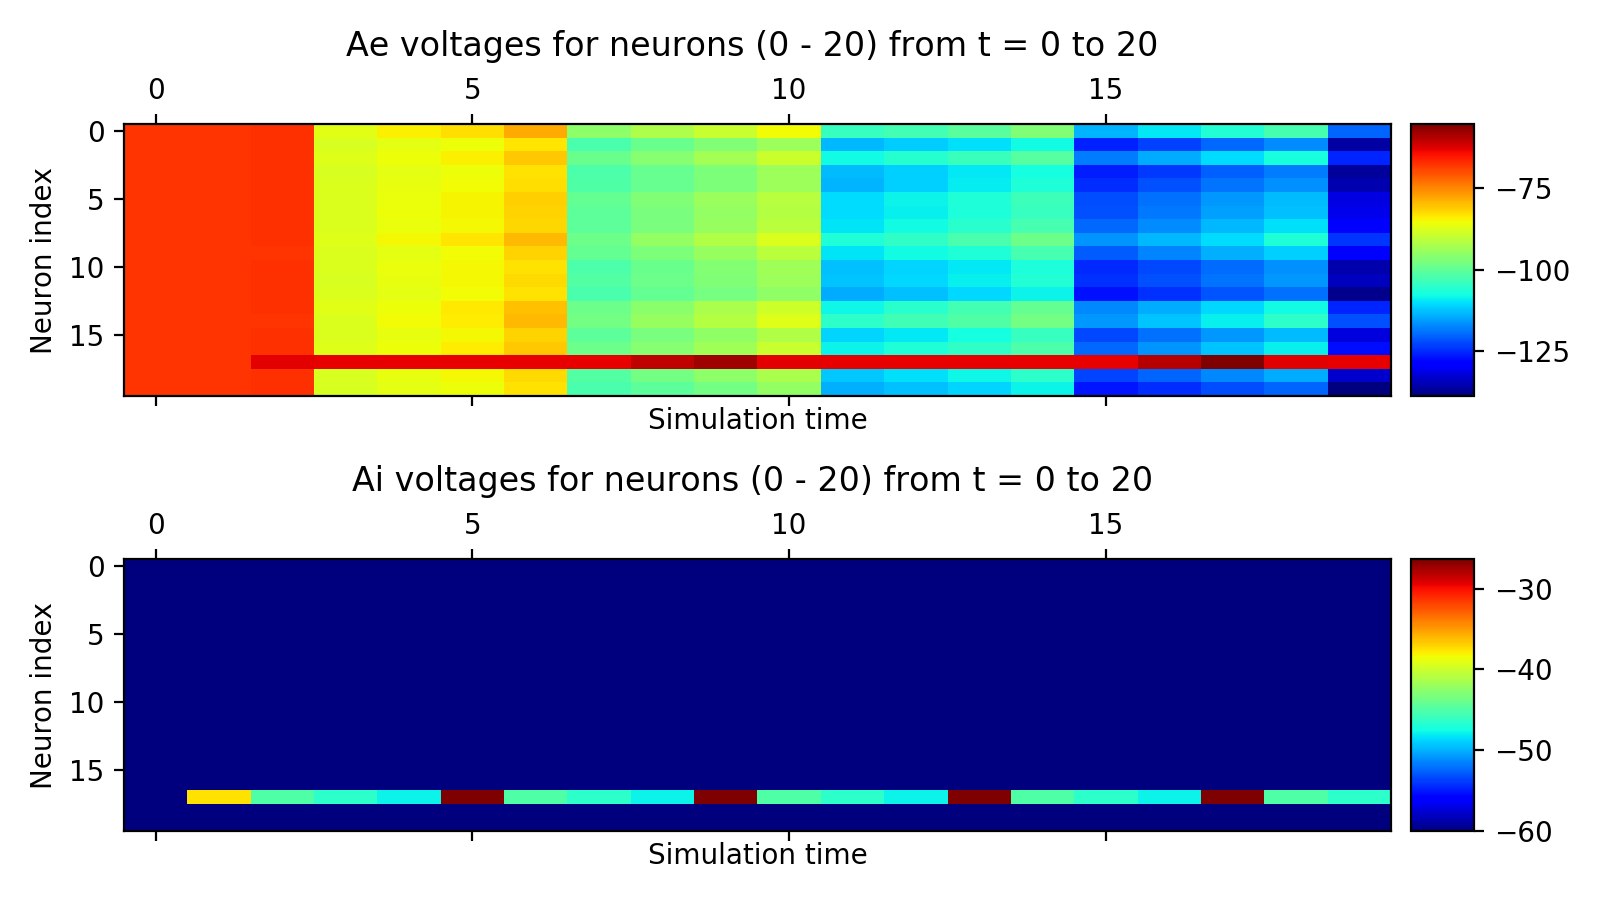 Ae voltages for neurons (0 - 20) from t = 0 to 20
0 5 10 15
Neuron index
0
5
10
15
Simulation time
−75
−100
−125
Ai voltages for neurons (0 - 20) from t = 0 to 20
0 5 10 15
Neuron index
0
5
10
15
Simulation time
−30
−40
−50
−60